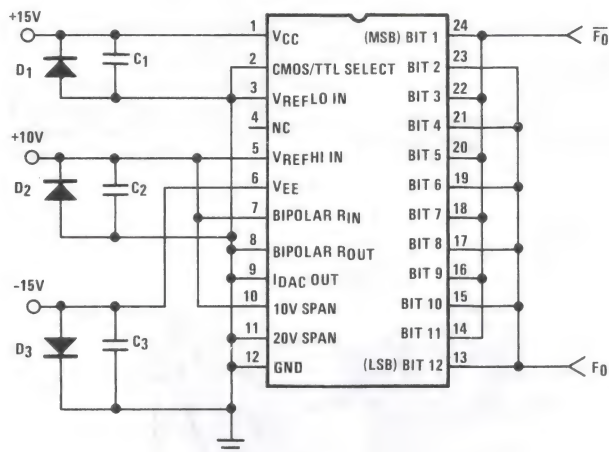 +15V
D1
C1
+10V
D2
C2
-15V
D3
C3
1 VCC
2 CMOS/TTL SELECT
3 VREFLO IN
4 NC
5 VREFHI IN
6 VEE
7 BIPOLAR RIN
8 BIPOLAR ROUT
9 IDAC OUT
10 10V SPAN
11 20V SPAN
12 GND
(MSB) BIT 1 24
BIT 2 23
BIT 3 22
BIT 4 21
BIT 5 20
BIT 6 19
BIT 7 18
BIT 8 17
BIT 9 16
BIT 10 15
BIT 11 14
(LSB) BIT 12 13
F̅0̅
F0